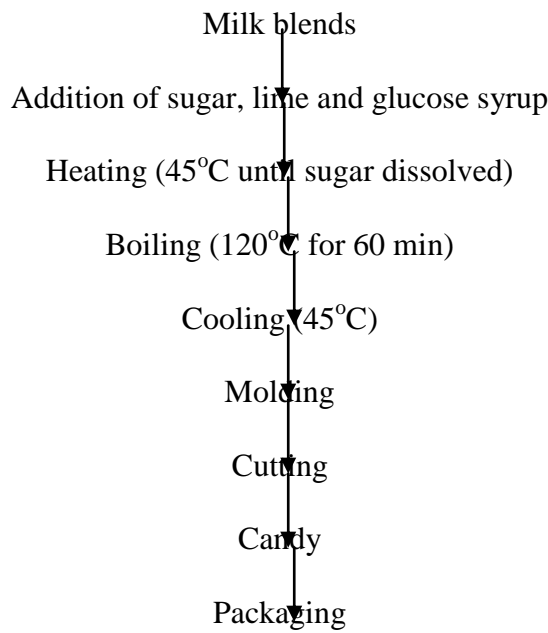 Milk blends
Addition of sugar, lime and glucose syrup
Heating (45°C until sugar dissolved)
Boiling (120°C for 60 min)
Cooling (45°C)
Molding
Cutting
Candy
Packaging